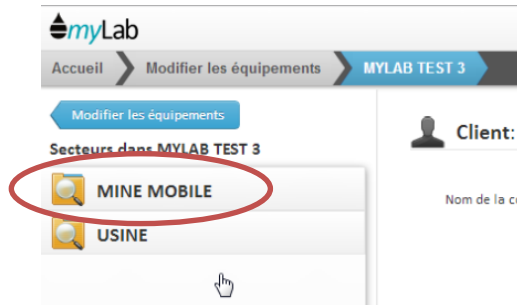 myLab
Accueil Modifier les équipements MYLAB TEST 3
Modifier les équipements
Secteurs dans MYLAB TEST 3
Client:
MINE MOBILE
Nom de la
USINE